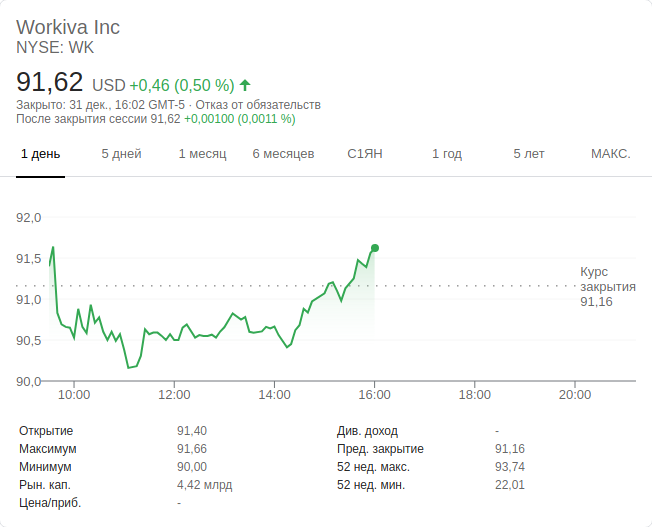 Workiva Inc
NYSE: WK
91,62 USD +0,46 (0,50 %)
Закрыто: 31 дек., 16:02 GMT-5 · Отказ от обязательств
После закрытия сессии 91,62 +0,00100 (0,0011 %)
1 день 5 дней 1 месяц 6 месяцев С1ЯН 1 год 5 лет МАКС.
92,0
91,5
91,0
90,5
90,0
Курс
закрытия
91,16
10:00 12:00 14:00 16:00 18:00 20:00
Открытие 91,40 Див. доход -
Максимум 91,66 Пред. закрытие 91,16
Минимум 90,00 52 нед. макс. 93,74
Рын. кап. 4,42 млрд 52 нед. мин. 22,01
Цена/приб. -